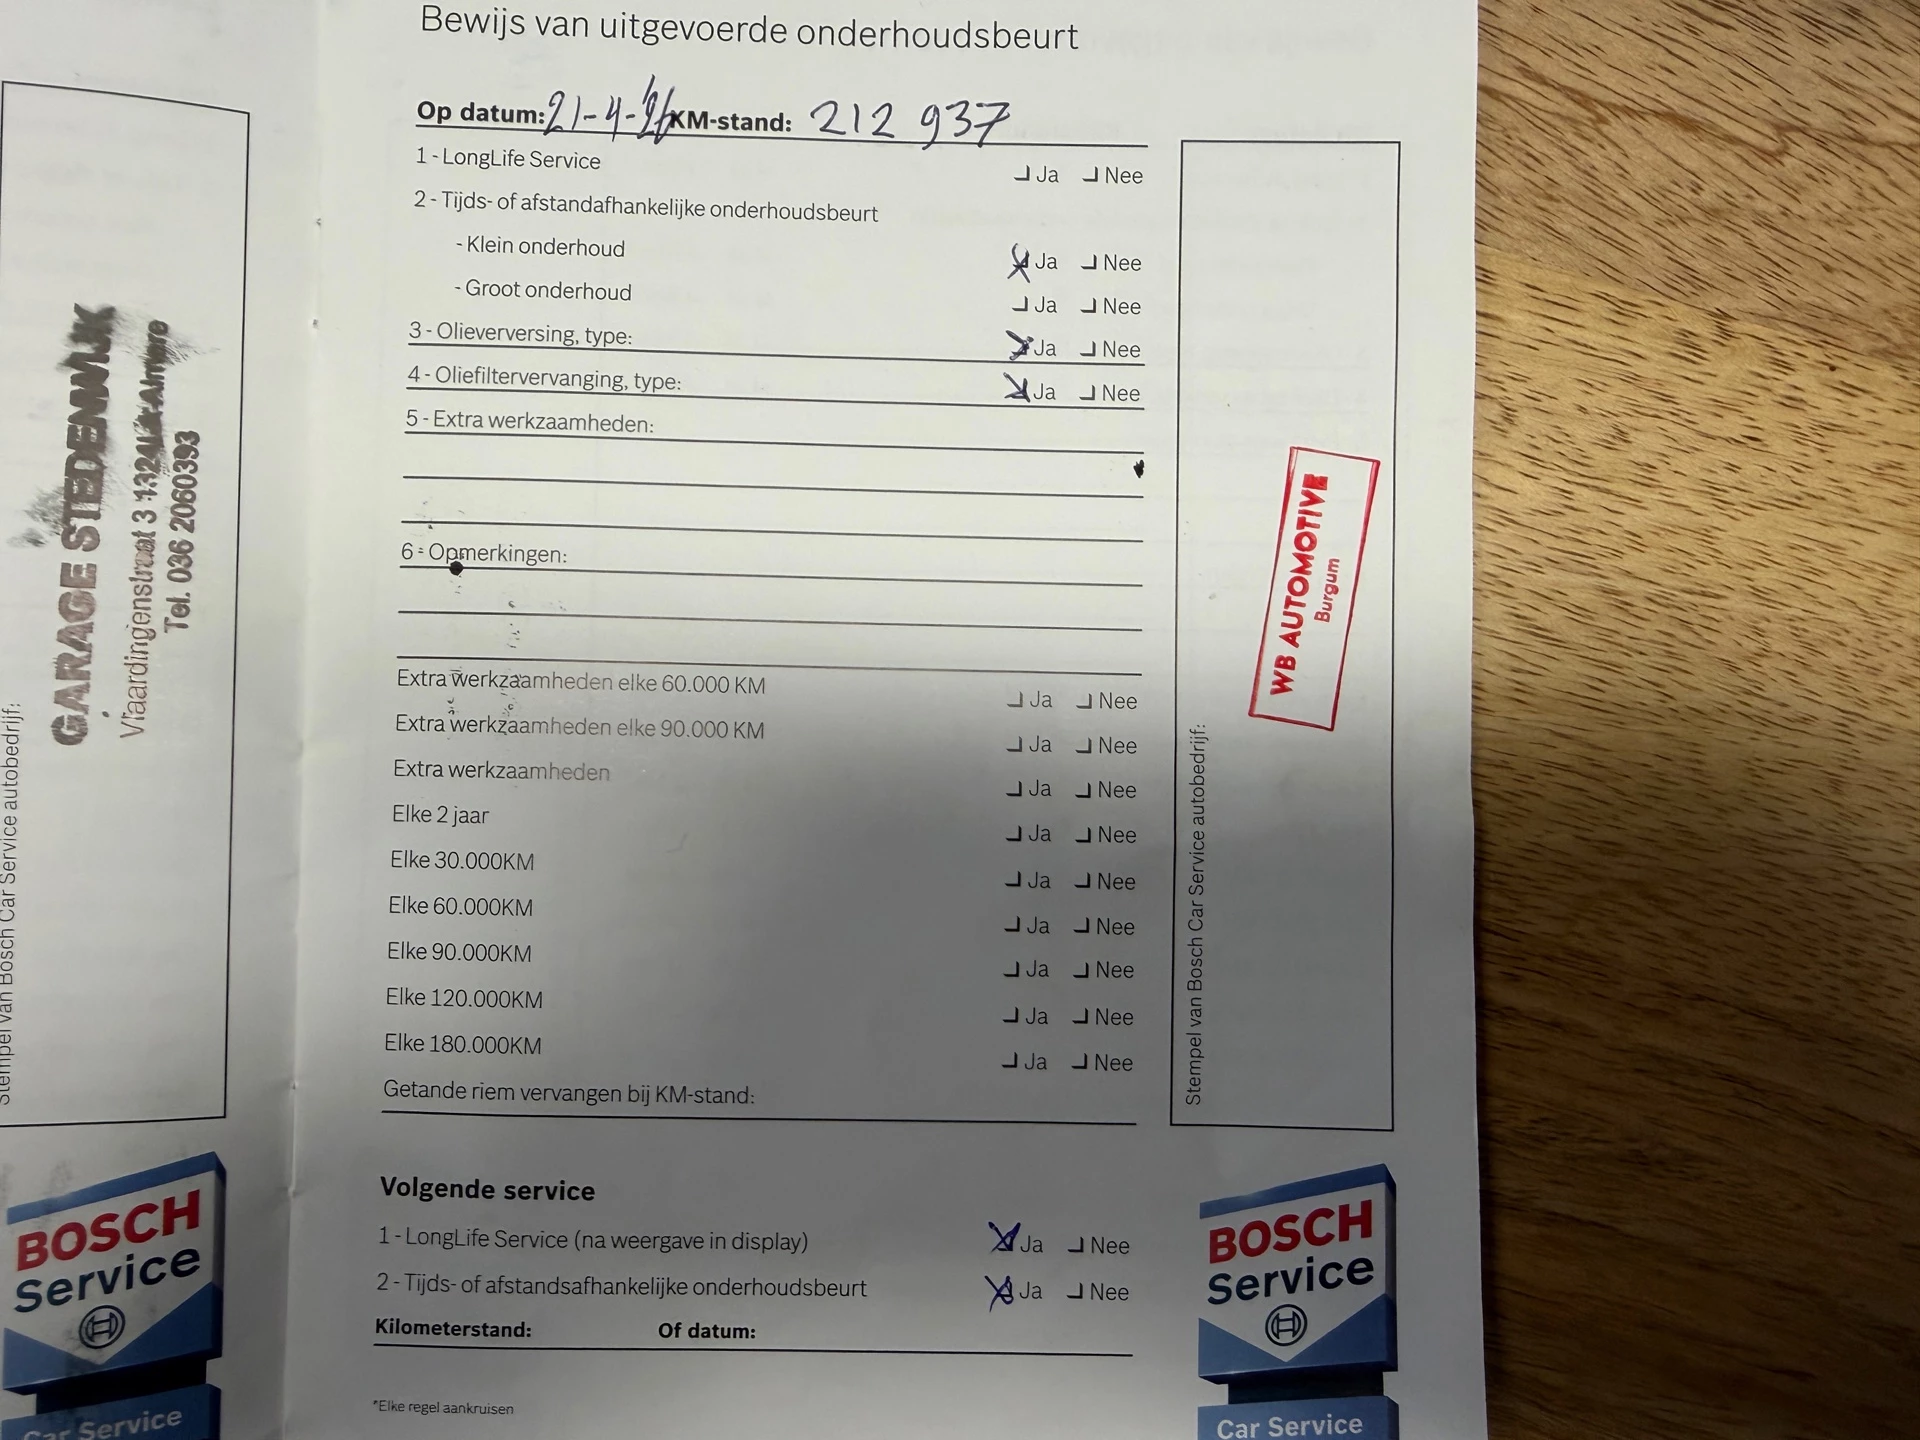 GARAGE STEDENWIJK
Vlaardingenstraat 3 1324 Almere
Tel. 036 2060393
Stempel van Bosch Car Service autobedrijf:
BOSCH
Service
Car Service
Bewijs van uitgevoerde onderhoudsbeurt
Op datum: 21-4- KM-stand: 212 937
1 - LongLife Service Ja Nee
2 - Tijds- of afstandafhankelijke onderhoudsbeurt
- Klein onderhoud Ja Nee
- Groot onderhoud Ja Nee
3 - Olieverversing, type: Ja Nee
4 - Oliefiltervervanging, type: Ja Nee
5 - Extra werkzaamheden:
6 - Opmerkingen:
Extra werkzaamheden elke 60.000 KM Ja Nee
Extra werkzaamheden elke 90.000 KM Ja Nee
Extra werkzaamheden Ja Nee
Elke 2 jaar Ja Nee
Elke 30.000KM Ja Nee
Elke 60.000KM Ja Nee
Elke 90.000KM Ja Nee
Elke 120.000KM Ja Nee
Elke 180.000KM Ja Nee
Getande riem vervangen bij KM-stand:
Volgende service
1 - LongLife Service (na weergave in display) Ja Nee
2 - Tijds- of afstandsafhankelijke onderhoudsbeurt Ja Nee
Kilometerstand: Of datum:
*Elke regel aankruisen
Stempel van Bosch Car Service autobedrijf:
WB AUTOMOTIVE
Burgum
BOSCH
Service
Car Service